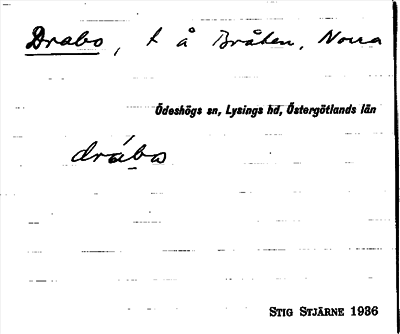 Drabo, t å Bråten, Norra
Ödeshögs sn, Lysings hd, Östergötlands län
drábo
STIG STJÄRNE 1936